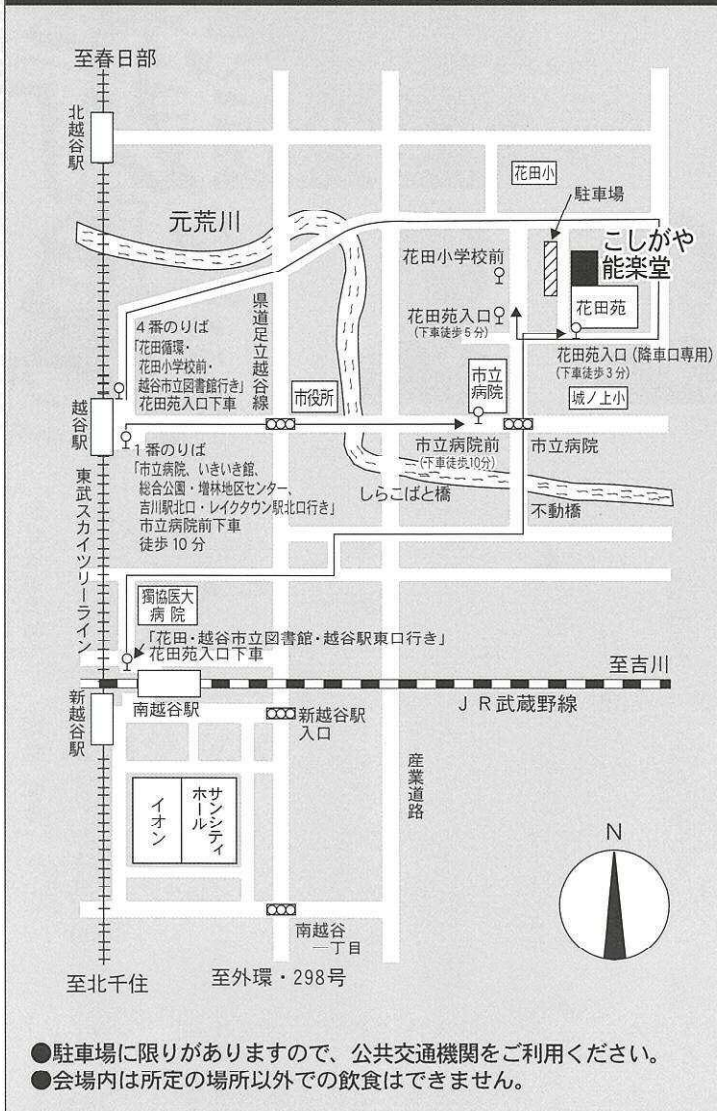 至春日部
北越谷駅
元荒川
花田小
駐車場
こしがや
能楽堂
花田小学校前
花田苑
花田苑入口
(下車徒歩5分)
花田苑入口(降車口専用)
(下車徒歩3分)
県道足立越谷線
4番のりば
「花田循環・
花田小学校前・
越谷市立図書館行き」
花田苑入口下車
市役所
市立
病院
城ノ上小
越谷駅
市立病院前
(下車徒歩10分)
市立病院
1番のりば
「市立病院、いきいき館、
総合公園・増林地区センター、
吉川駅北口・レイクタウン駅北口行き」
市立病院前下車
徒歩10分
しらこばと橋
不動橋
東武スカイツリーライン
獨協医大
病院
「花田・越谷市立図書館・越谷駅東口行き」
花田苑入口下車
至吉川
南越谷駅
JR武蔵野線
新越谷駅
新越谷駅
入口
産業道路
イオン
サンシティ
ホール
N
南越谷
一丁目
至北千住
至外環・298号
●駐車場に限りがありますので、公共交通機関をご利用ください。
●会場内は所定の場所以外での飲食はできません。